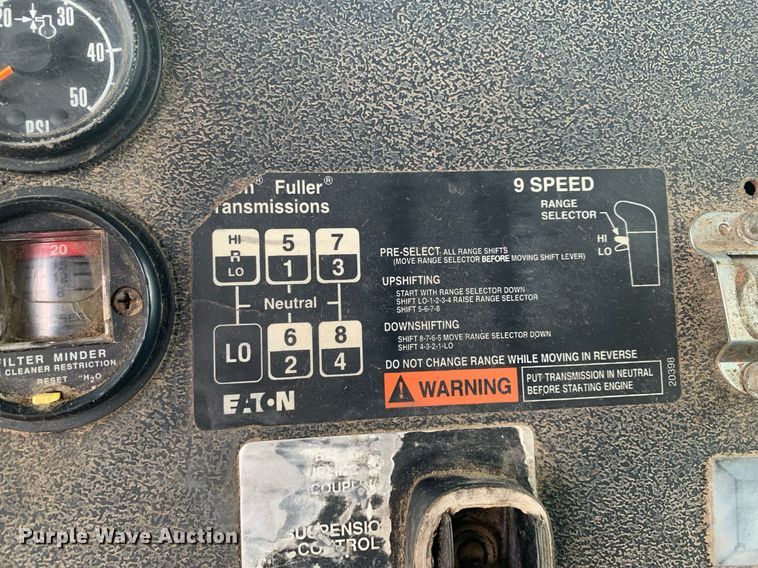 20 30
40
50
PSI
Fuller®
Transmissions
9 SPEED
RANGE
SELECTOR
HI
LO
HI
R
LO
5
1
7
3
Neutral
LO
6
2
8
4
EATON
PRE-SELECT ALL RANGE SHIFTS
(MOVE RANGE SELECTOR BEFORE MOVING SHIFT LEVER)
UPSHIFTING
START WITH RANGE SELECTOR DOWN
SHIFT LO-1-2-3-4 RAISE RANGE SELECTOR
SHIFT 5-6-7-8
DOWNSHIFTING
SHIFT 8-7-6-5 MOVE RANGE SELECTOR DOWN
SHIFT 4-3-2-1-LO
DO NOT CHANGE RANGE WHILE MOVING IN REVERSE
WARNING
PUT TRANSMISSION IN NEUTRAL
BEFORE STARTING ENGINE
20398
20
FILTER MINDER
CLEANER RESTRICTION
RESET "H2O
SUSPENSIO
CONTROL
Purple Wave Auction